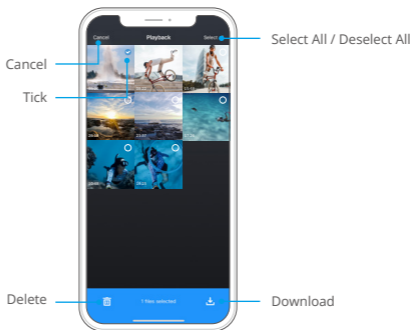 Cancel Playback Select
Select All / Deselect All
Cancel
Tick
1 files selected
Delete
Download